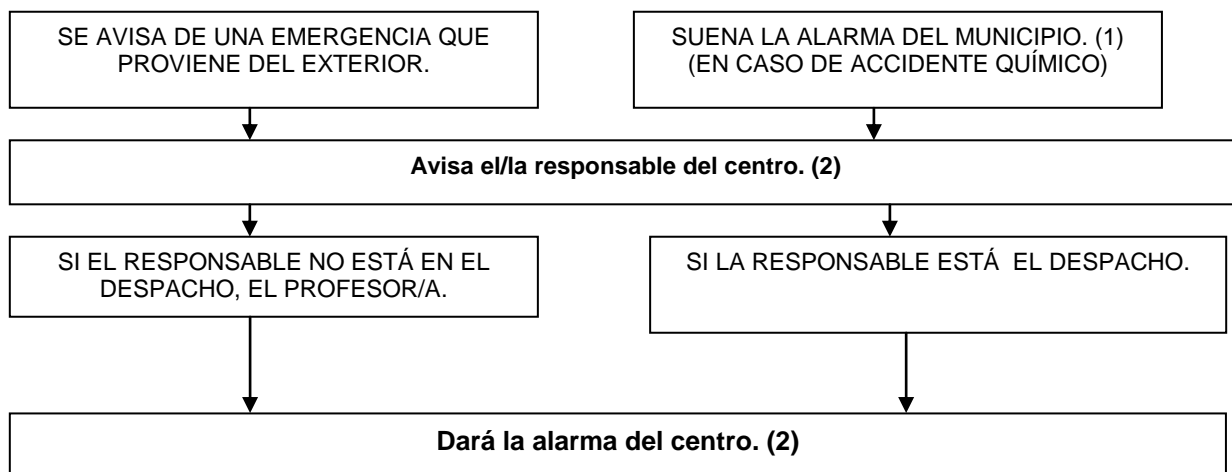 SE AVISA DE UNA EMERGENCIA QUE
PROVIENE DEL EXTERIOR.
SUENA LA ALARMA DEL MUNICIPIO. (1)
(EN CASO DE ACCIDENTE QUÍMICO)
Avisa el/la responsable del centro. (2)
SI EL RESPONSABLE NO ESTÁ EN EL
DESPACHO, EL PROFESOR/A.
SI LA RESPONSABLE ESTÁ  EL DESPACHO.
Dará la alarma del centro. (2)